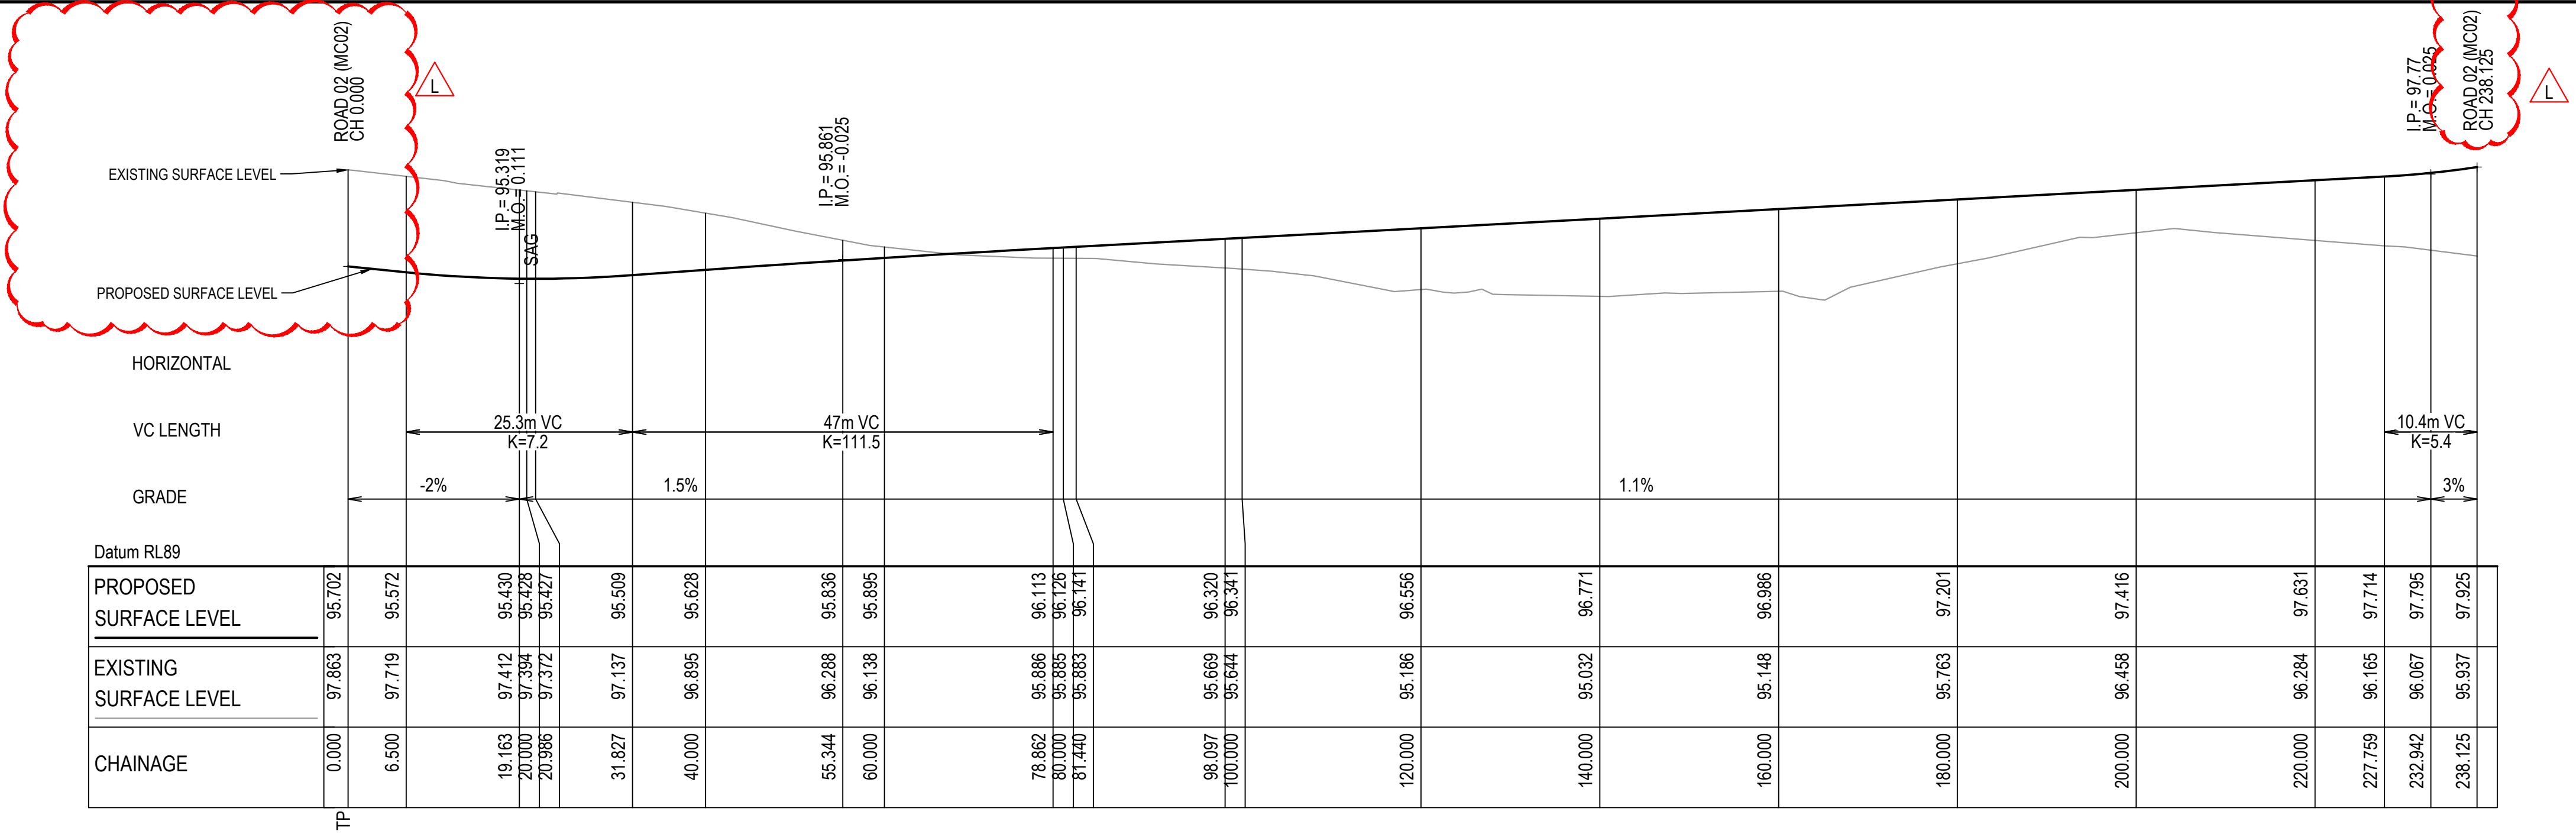 ROAD 02 (MC02)
CH 0.000
L
I.P.= 95.319
M.O.= 0.111
SAG
I.P.= 95.861
M.O.= -0.025
I.P.= 97.77
M.O.= 0.025
ROAD 02 (MC02)
CH 238.125
L
EXISTING SURFACE LEVEL
PROPOSED SURFACE LEVEL
HORIZONTAL
VC LENGTH
25.3m VC
K=7.2
47m VC
K=111.5
10.4m VC
K=5.4
GRADE
-2%
1.5%
1.1%
3%
Datum RL89
PROPOSED
SURFACE LEVEL
95.702 95.572 95.430 95.428 95.427 95.509 95.628 95.836 95.895 96.113 96.126 96.141 96.320 96.341 96.556 96.771 96.986 97.201 97.416 97.631 97.714 97.795 97.925
EXISTING
SURFACE LEVEL
97.863 97.719 97.412 97.394 97.372 97.137 96.895 96.288 96.138 95.886 95.885 95.883 95.669 95.644 95.186 95.032 95.148 95.763 96.458 96.284 96.165 96.067 95.937
CHAINAGE
0.000 6.500 19.163 20.000 20.986 31.827 40.000 55.344 60.000 78.862 80.000 81.440 98.097 100.000 120.000 140.000 160.000 180.000 200.000 220.000 227.759 232.942 238.125
TP